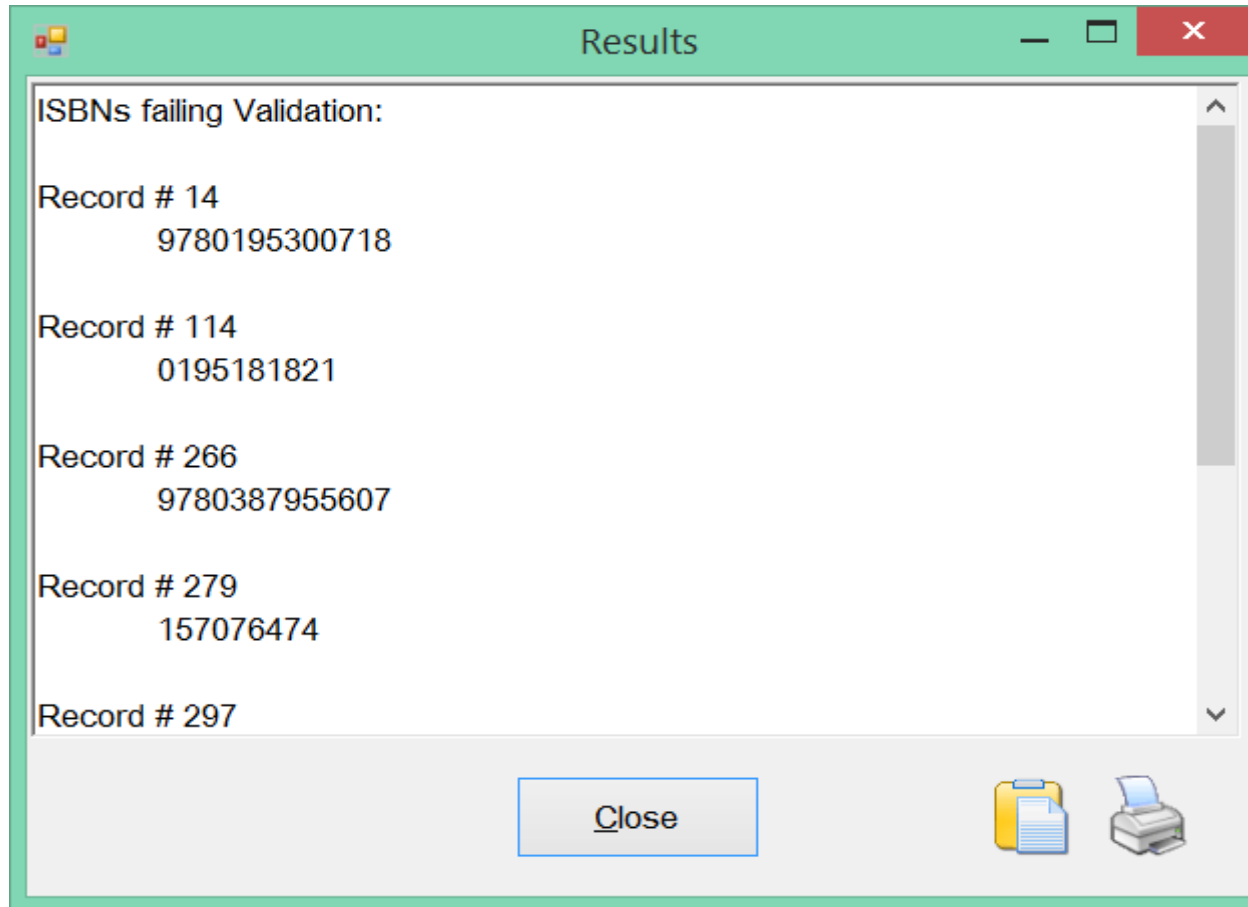 Results
ISBNs failing Validation:
Record # 14
9780195300718
Record # 114
0195181821
Record # 266
9780387955607
Record # 279
157076474
Record # 297
Close